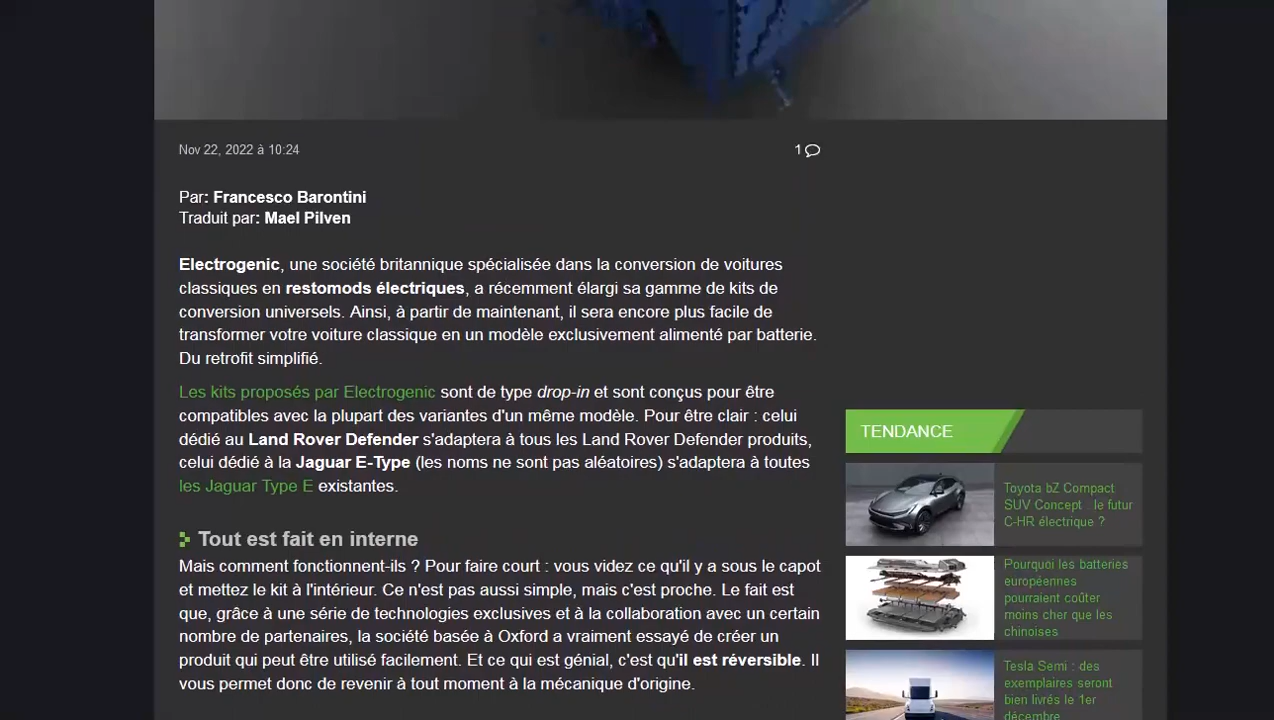 Nov 22, 2022 à 10:24
1
Par: Francesco Barontini
Traduit par: Mael Pilven
Electrogenic, une société britannique spécialisée dans la conversion de voitures
classiques en restomods électriques, a récemment élargi sa gamme de kits de
conversion universels. Ainsi, à partir de maintenant, il sera encore plus facile de
transformer votre voiture classique en un modèle exclusivement alimenté par batterie.
Du retrofit simplifié.
Les kits proposés par Electrogenic sont de type drop-in et sont conçus pour être
compatibles avec la plupart des variantes d'un même modèle. Pour être clair : celui
dédié au Land Rover Defender s'adaptera à tous les Land Rover Defender produits,
celui dédié à la Jaguar E-Type (les noms ne sont pas aléatoires) s'adaptera à toutes
les Jaguar Type E existantes.
Tout est fait en interne
Mais comment fonctionnent-ils ? Pour faire court : vous videz ce qu'il y a sous le capot
et mettez le kit à l'intérieur. Ce n'est pas aussi simple, mais c'est proche. Le fait est
que, grâce à une série de technologies exclusives et à la collaboration avec un certain
nombre de partenaires, la société basée à Oxford a vraiment essayé de créer un
produit qui peut être utilisé facilement. Et ce qui est génial, c'est qu'il est réversible. Il
vous permet donc de revenir à tout moment à la mécanique d'origine.
TENDANCE
Toyota bZ Compact
SUV Concept : le futur
C-HR électrique ?
Pourquoi les batteries
européennes
pourraient coûter
moins cher que les
chinoises
Tesla Semi : des
exemplaires seront
bien livrés le 1er
décembre